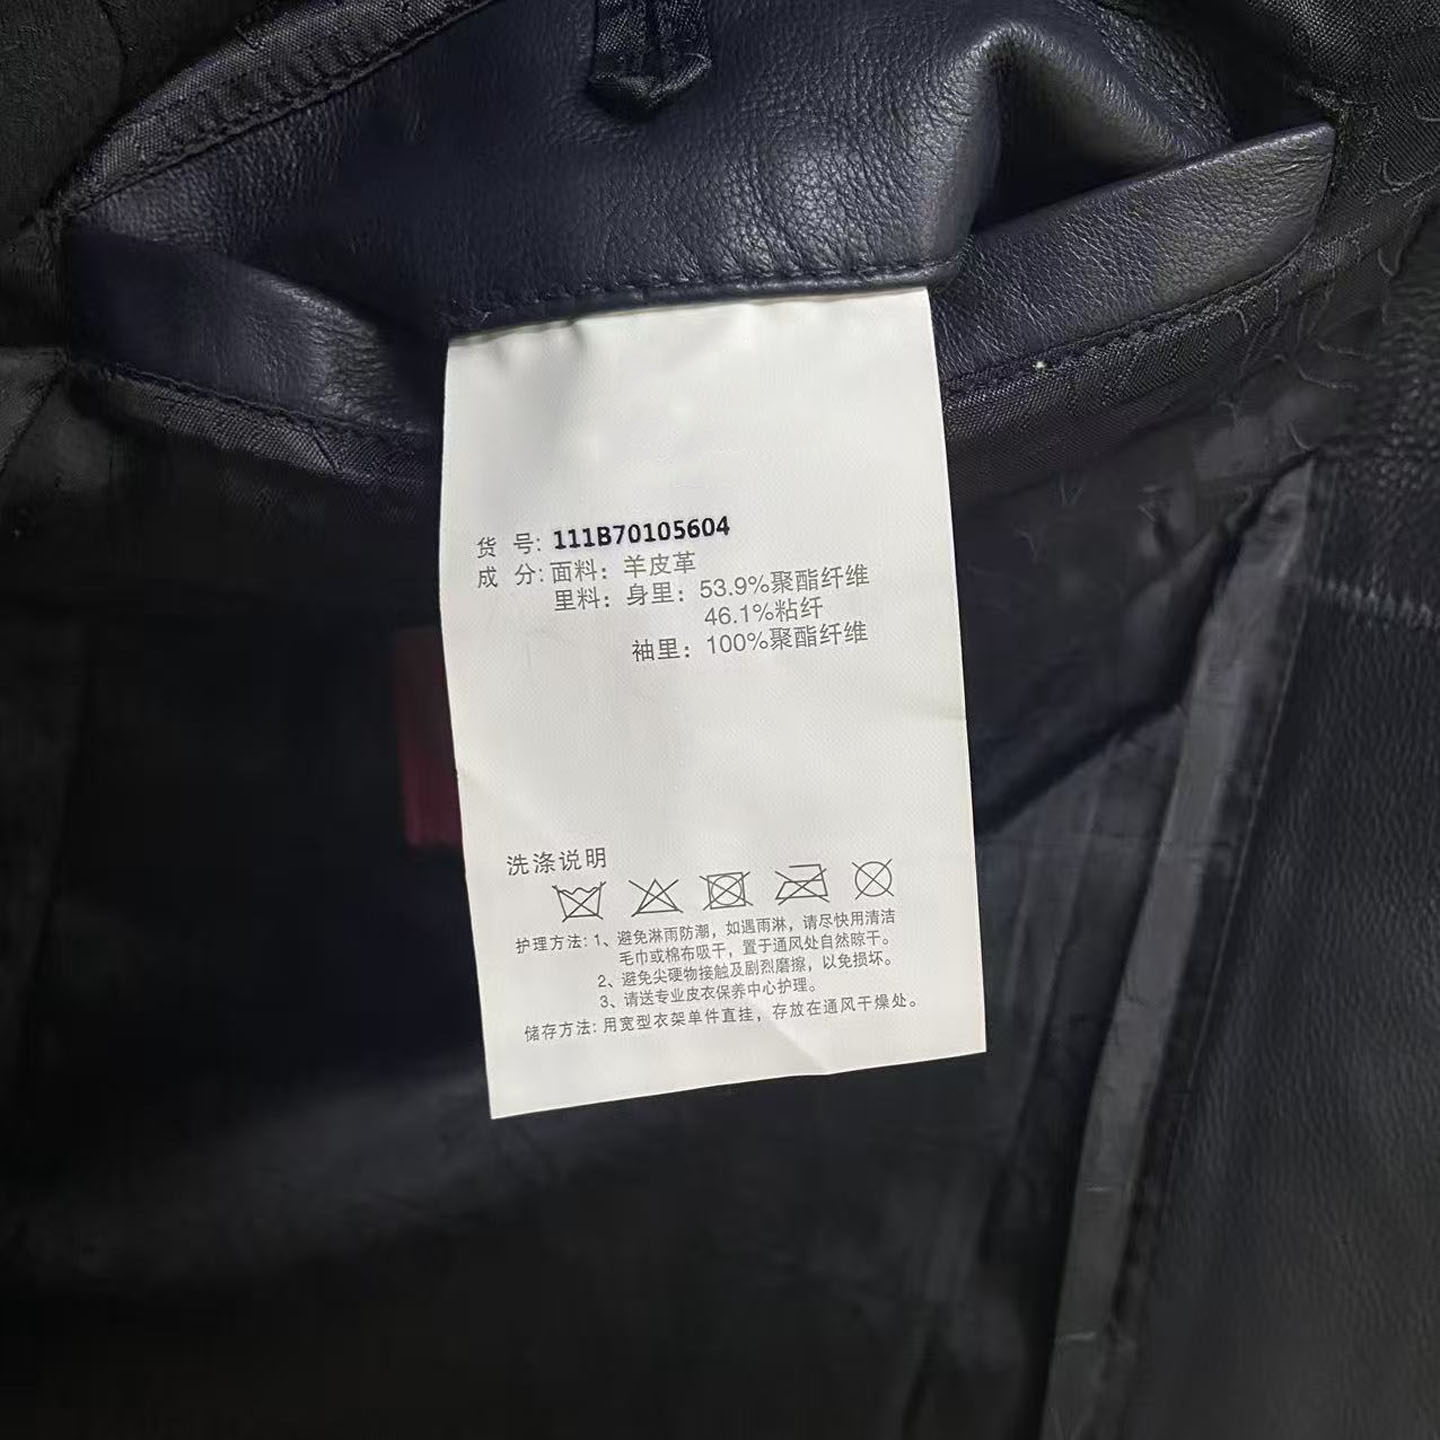 货 号: 111B70105604
成 分: 面料：羊皮革
里料：身里：53.9%聚酯纤维
46.1%粘纤
袖里：100%聚酯纤维
洗涤说明
护理方法: 1、避免淋雨防潮，如遇雨淋，请尽快用清洁
毛巾或棉布吸干，置于通风处自然晾干。
2、避免尖硬物接触及剧烈磨擦，以免损坏。
3、请送专业皮衣保养中心护理。
储存方法: 用宽型衣架单件直挂，存放在通风干燥处。